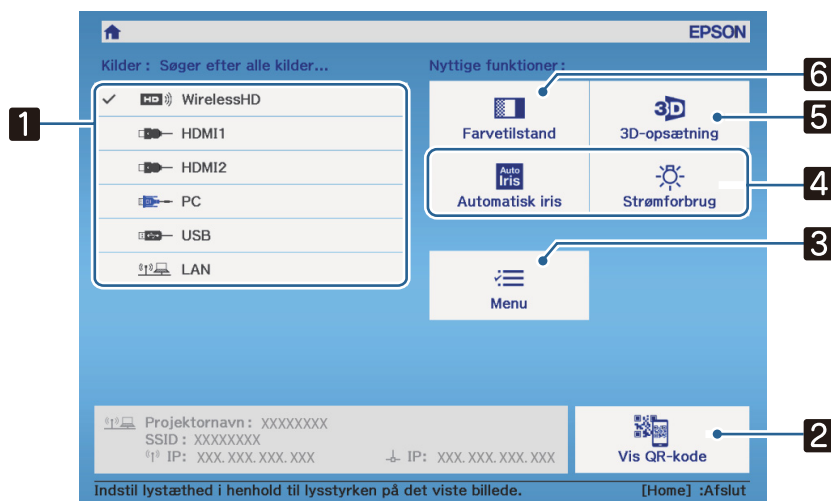 EPSON
Kilder : Søger efter alle kilder...
Nyttige funktioner :
6
1
HD WirelessHD
Farvetilstand
3D
3D-opsætning
5
HDMI1
HDMI2
Auto
Iris
Automatisk iris
Strømforbrug
4
PC
USB
3
LAN
Menu
Projektornavn : XXXXXXXX
SSID : XXXXXXXX
IP: XXX. XXX. XXX. XXX
IP: XXX. XXX. XXX. XXX
Vis QR-kode
2
Indstil lystæthed i henhold til lysstyrken på det viste billede.
[Home] :Afslut